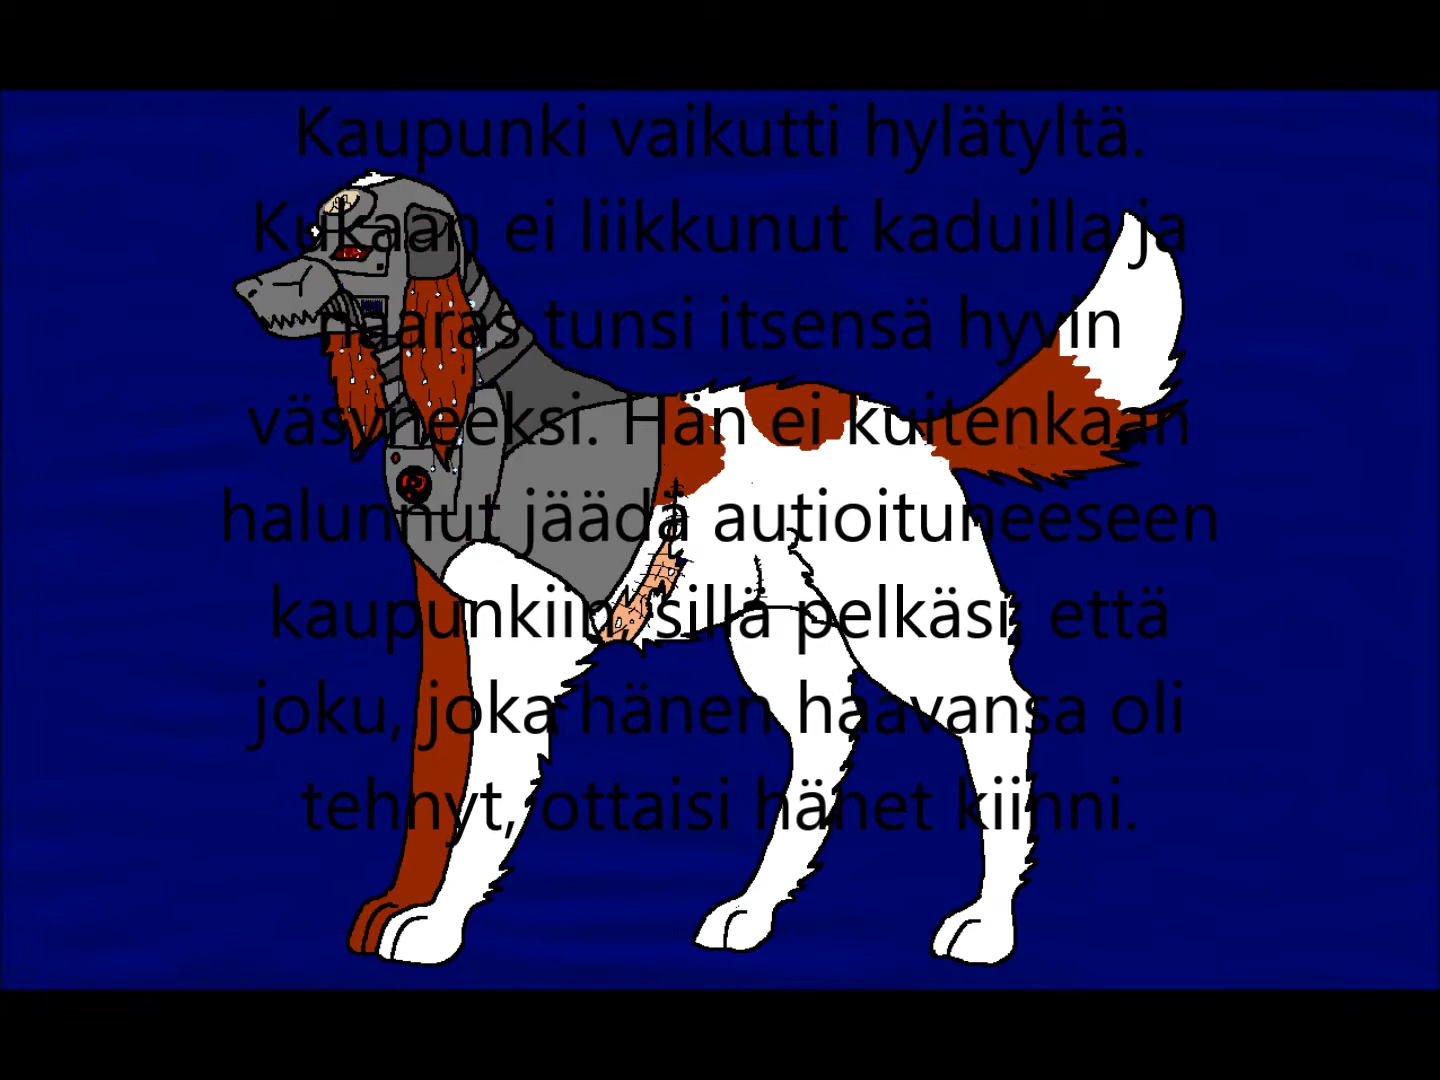 Kaupunki vaikutti hylätyltä.
Kukaan ei liikkunut kaduilla ja
naaras tunsi itsensä hyvin
väsyneeksi. Hän ei kuitenkaan
halunnut jäädä autioituneeseen
kaupunkiin, sillä pelkäsi, että
joku, joka hänen haavansa oli
tehnyt, ottaisi hänet kiinni.